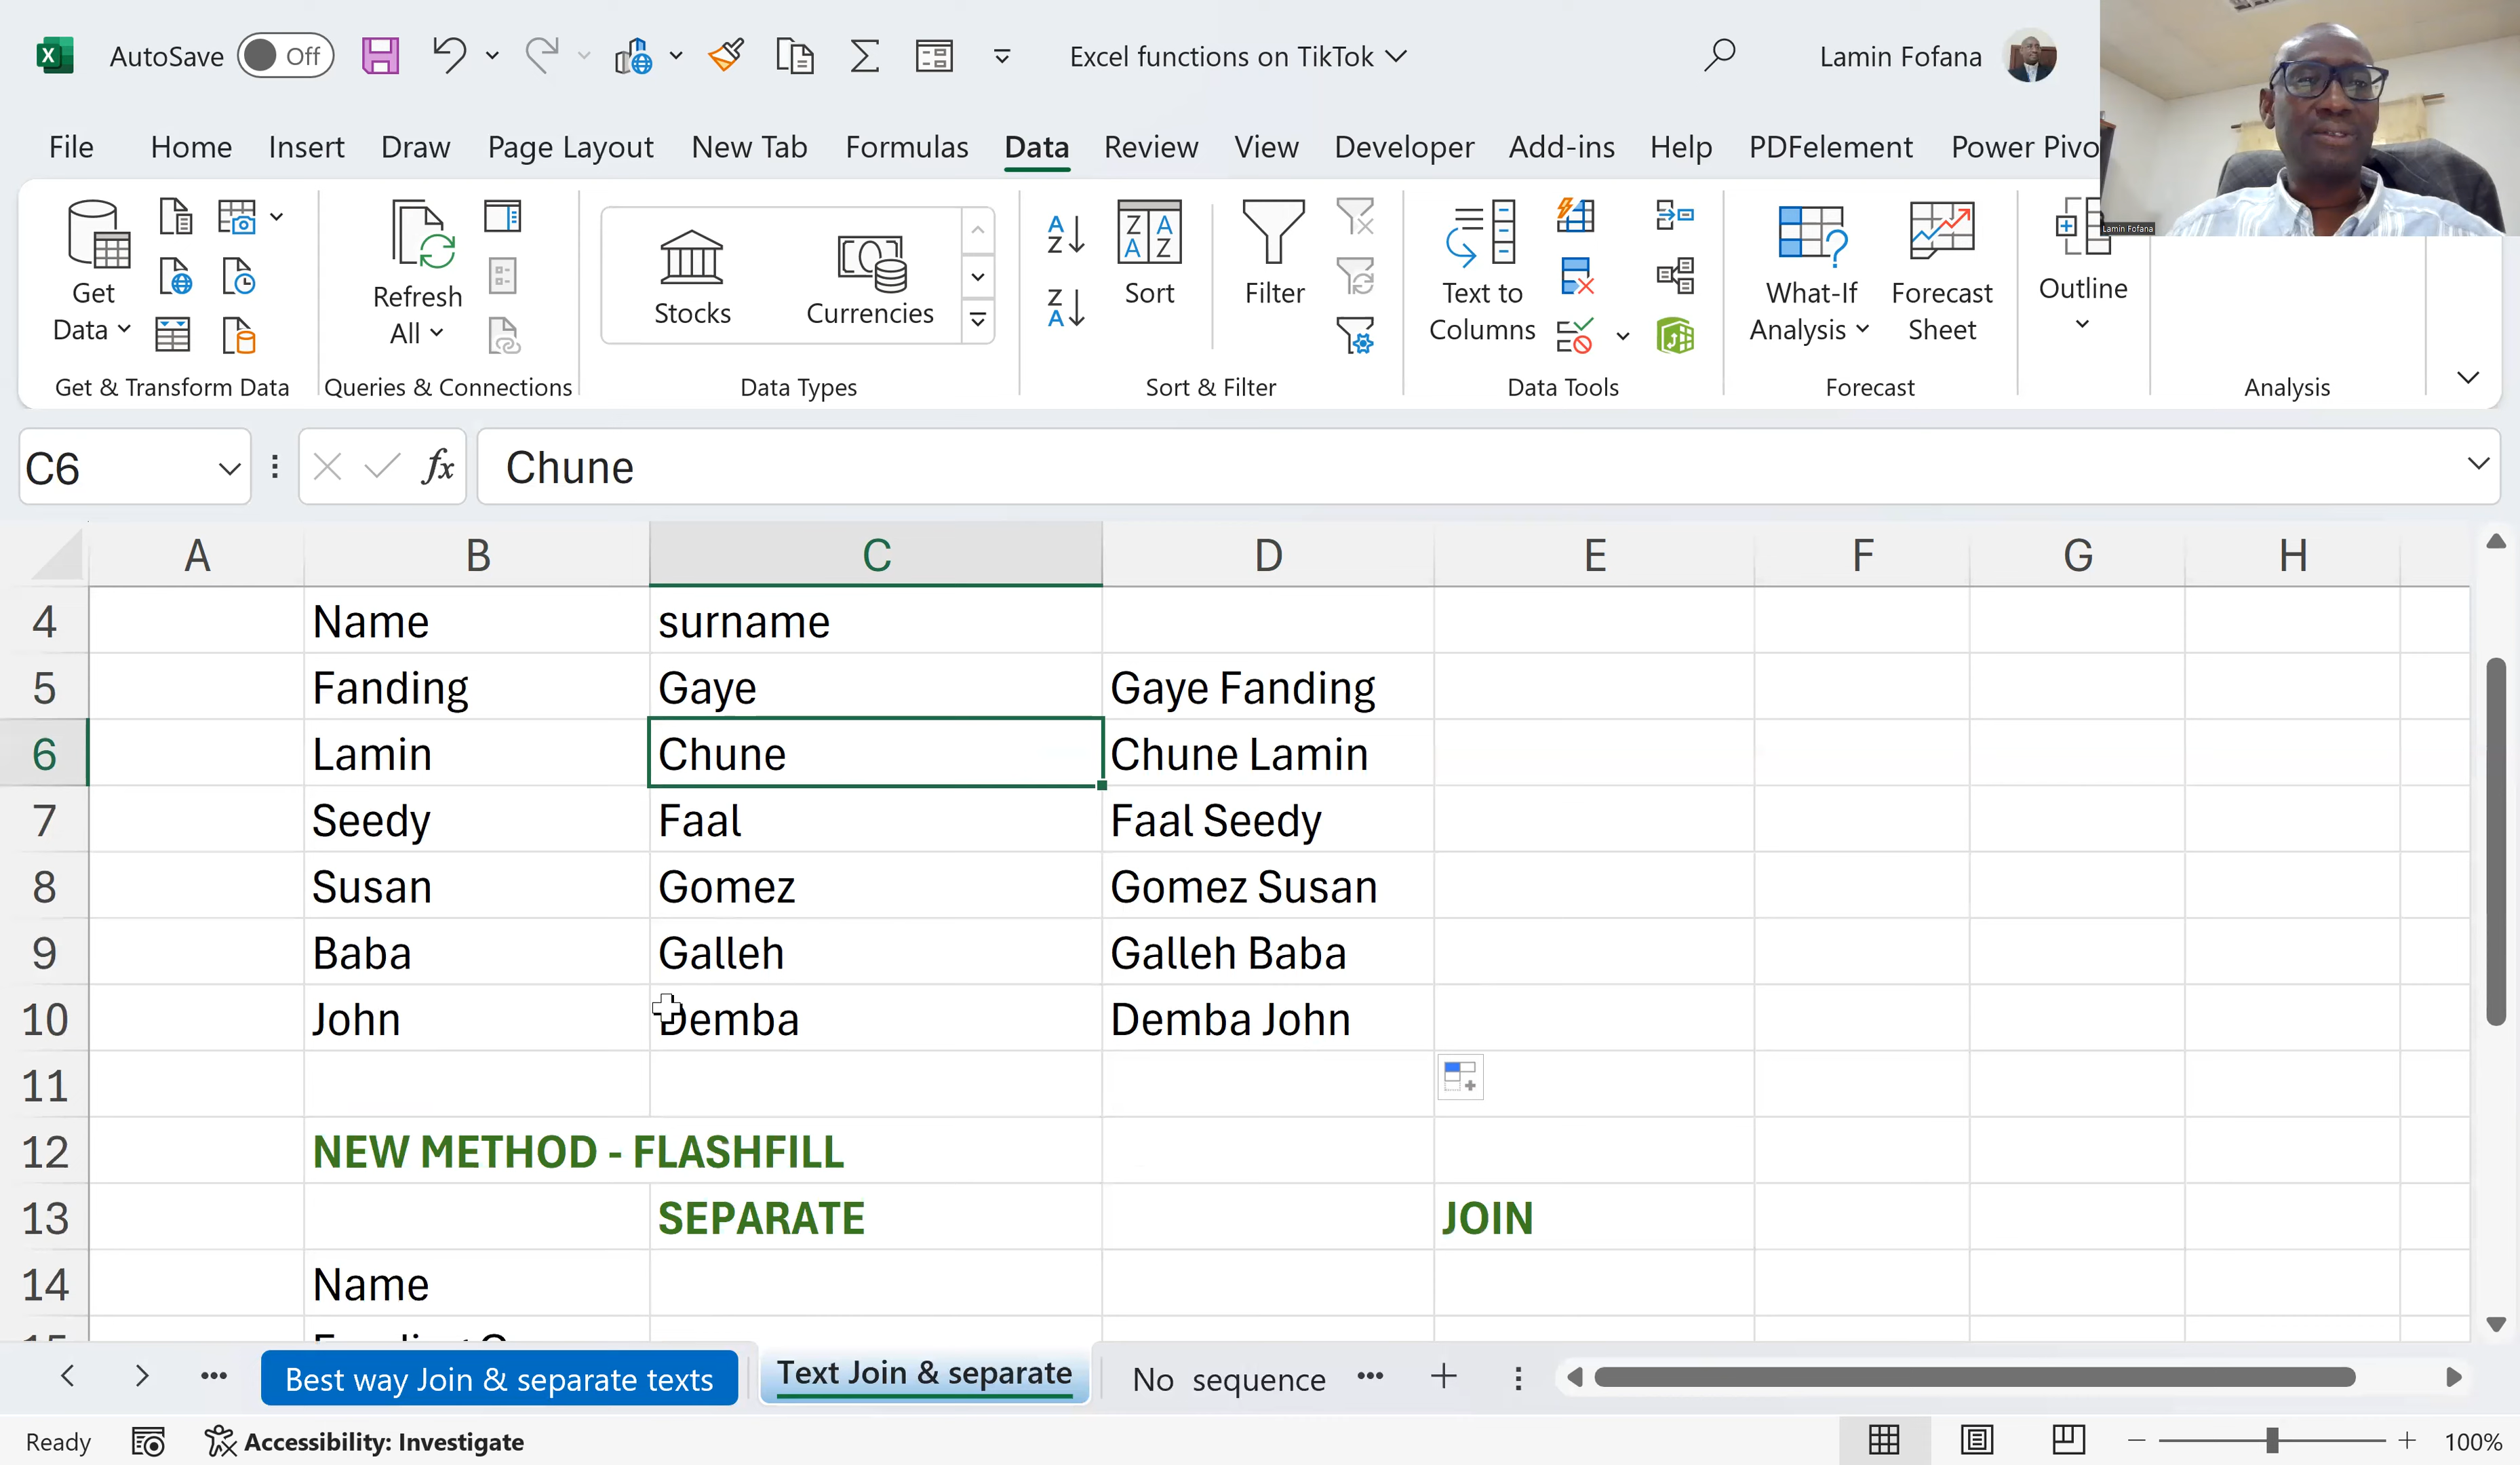 AutoSave Off Excel functions on TikTok Lamin Fofana
File Home Insert Draw Page Layout New Tab Formulas Data Review View Developer Add-ins Help PDFelement Power Pivo
Get Data
Refresh All
Stocks
Currencies
Sort
Filter
Text to Columns
What-If Analysis
Forecast Sheet
Outline
Lamin Fofana
Get & Transform Data Queries & Connections Data Types Sort & Filter Data Tools Forecast Analysis
C6 fx Chune
A B C D E F G H
4 Name surname
5 Fanding Gaye Gaye Fanding
6 Lamin Chune Chune Lamin
7 Seedy Faal Faal Seedy
8 Susan Gomez Gomez Susan
9 Baba Galleh Galleh Baba
10 John Demba Demba John
11
12 NEW METHOD - FLASHFILL
13 SEPARATE JOIN
14 Name
Best way Join & separate texts Text Join & separate No sequence
Ready Accessibility: Investigate 100%